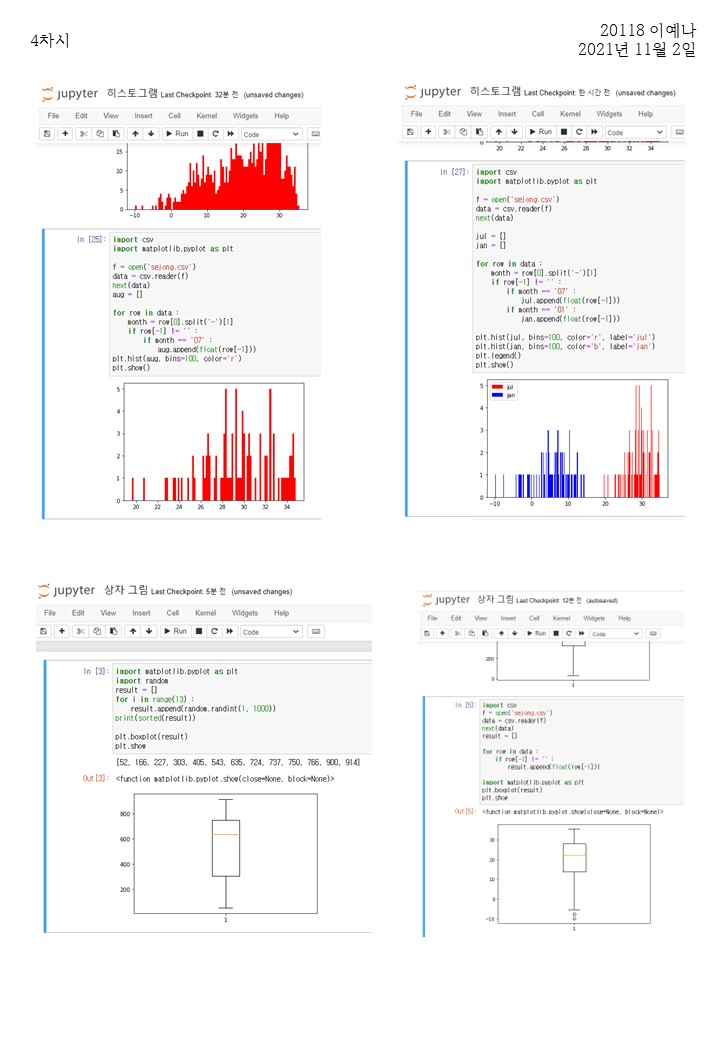 4차시
20118 이예나
2021년 11월 2일
jupyter 히스토그램 Last Checkpoint: 32분 전 (unsaved changes)
File Edit View Insert Cell Kernel Widgets Help
Run Code
15
10
5
0
-10 0 10 20 30
In [25]: import csv
import matplotlib.pyplot as plt
f = open('sejong.csv')
data = csv.reader(f)
next(data)
aug = []
for row in data :
month = row[0].split('-')[1]
if row[-1] != '' :
if month == '07' :
aug.append(float(row[-1]))
plt.hist(aug, bins=100, color='r')
plt.show()
5
4
3
2
1
0
20 22 24 26 28 30 32 34
jupyter 히스토그램 Last Checkpoint: 한 시간 전 (unsaved changes)
File Edit View Insert Cell Kernel Widgets Help
Run Code
0
20 22 24 26 28 30 32 34
In [27]: import csv
import matplotlib.pyplot as plt
f = open('sejong.csv')
data = csv.reader(f)
next(data)
jul = []
jan = []
for row in data :
month = row[0].split('-')[1]
if row[-1] != '' :
if month == '07' :
jul.append(float(row[-1]))
if month == '01' :
jan.append(float(row[-1]))
plt.hist(jul, bins=100, color='r', label='jul')
plt.hist(jan, bins=100, color='b', label='jan')
plt.legend()
plt.show()
5
4
3
2
1
0
jul
jan
-10 0 10 20 30
jupyter 상자 그림 Last Checkpoint: 5분 전 (unsaved changes)
File Edit View Insert Cell Kernel Widgets Help
Run Code
In [3]: import matplotlib.pyplot as plt
import random
result = []
for i in range(13) :
result.append(random.randint(1, 1000))
print(sorted(result))
plt.boxplot(result)
plt.show
[52, 166, 227, 303, 405, 543, 635, 724, 737, 750, 766, 900, 914]
Out[3]: <function matplotlib.pyplot.show(close=None, block=None)>
800
600
400
200
1
jupyter 상자 그림 Last Checkpoint: 12분 전 (autosaved)
File Edit View Insert Cell Kernel Widgets Help
Run Code
200
0
1
In [5]: import csv
f = open('sejong.csv')
data = csv.reader(f)
next(data)
result = []
for row in data :
if row[-1] != '' :
result.append(float(row[-1]))
import matplotlib.pyplot as plt
plt.boxplot(result)
plt.show
Out[5]: <function matplotlib.pyplot.show(close=None, block=None)>
30
20
10
0
-10
1